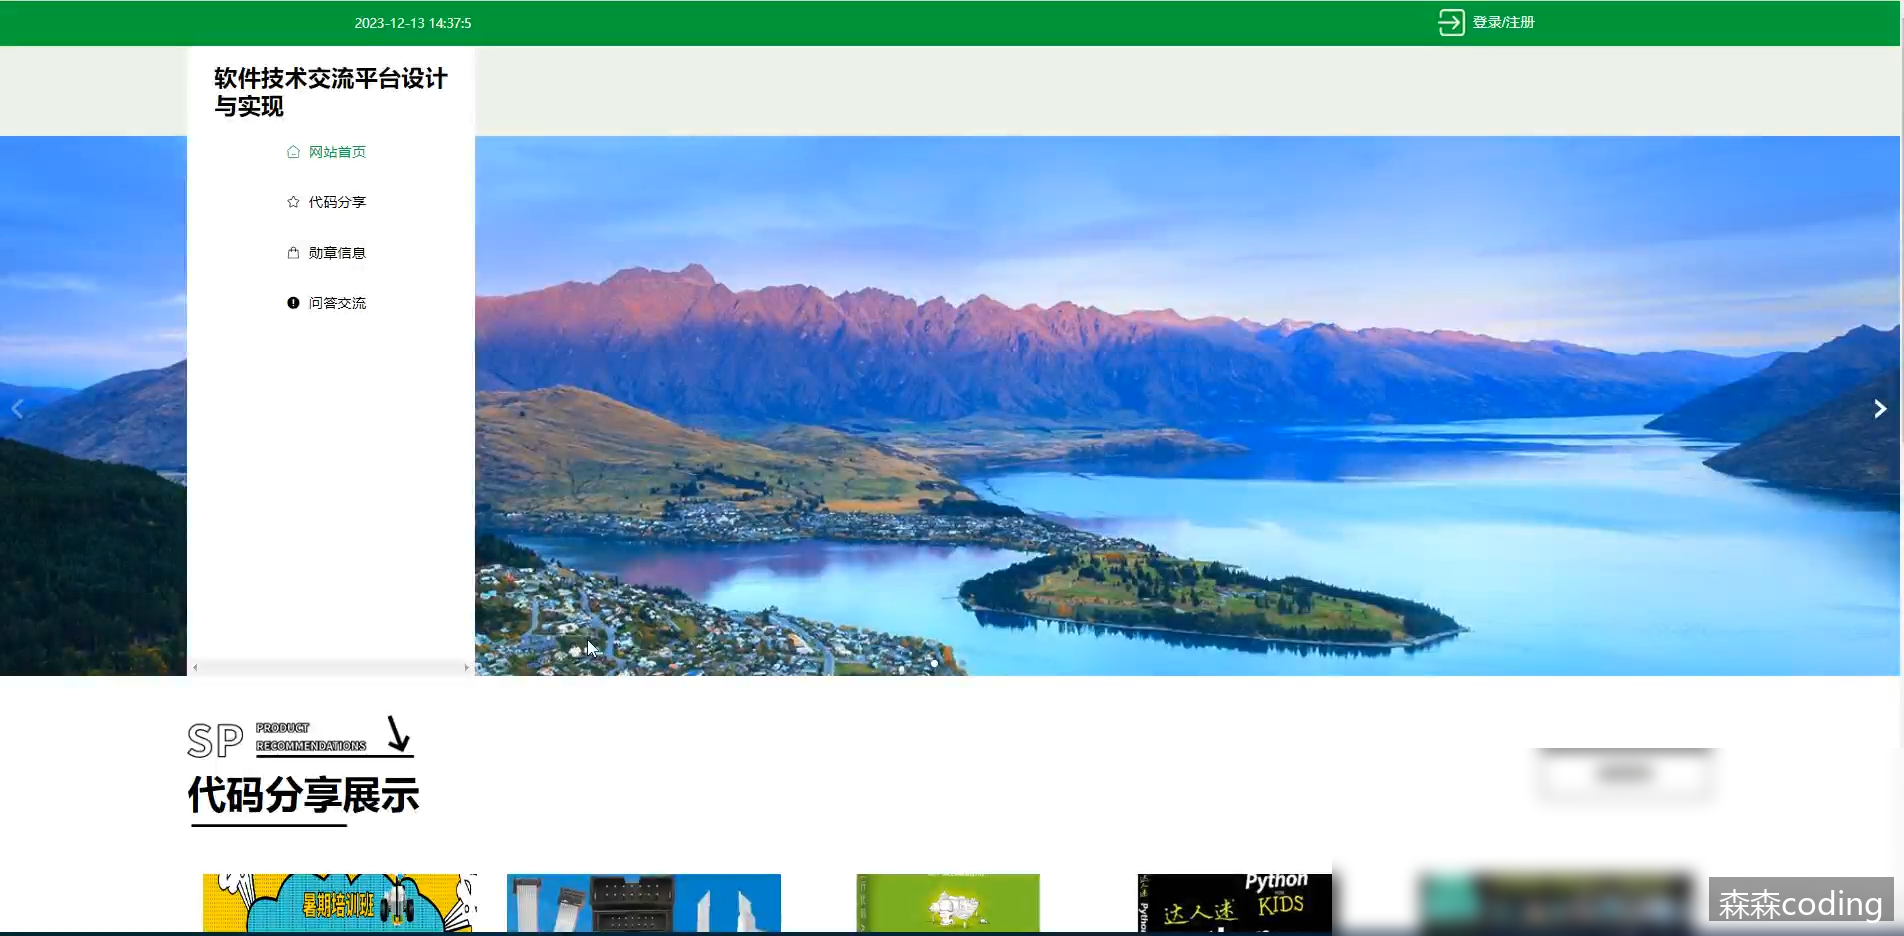 2023-12-13 14:37:5
登录/注册
软件技术交流平台设计
与实现
网站首页
代码分享
勋章信息
问答交流
SP
PRODUCT
RECOMMENDATIONS
代码分享展示
暑期培训班
Python
达人迷
KIDS
Python
森森coding